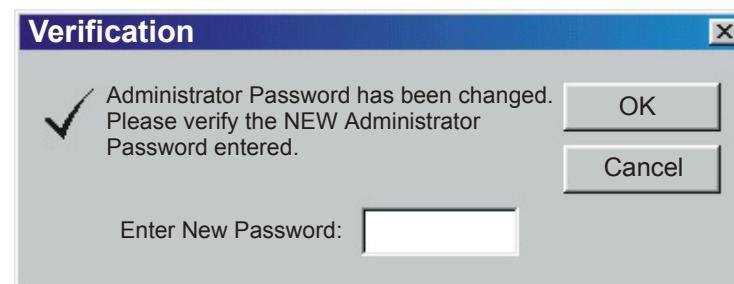 Verification
Administrator Password has been changed.
Please verify the NEW Administrator
Password entered.
OK
Cancel
Enter New Password: